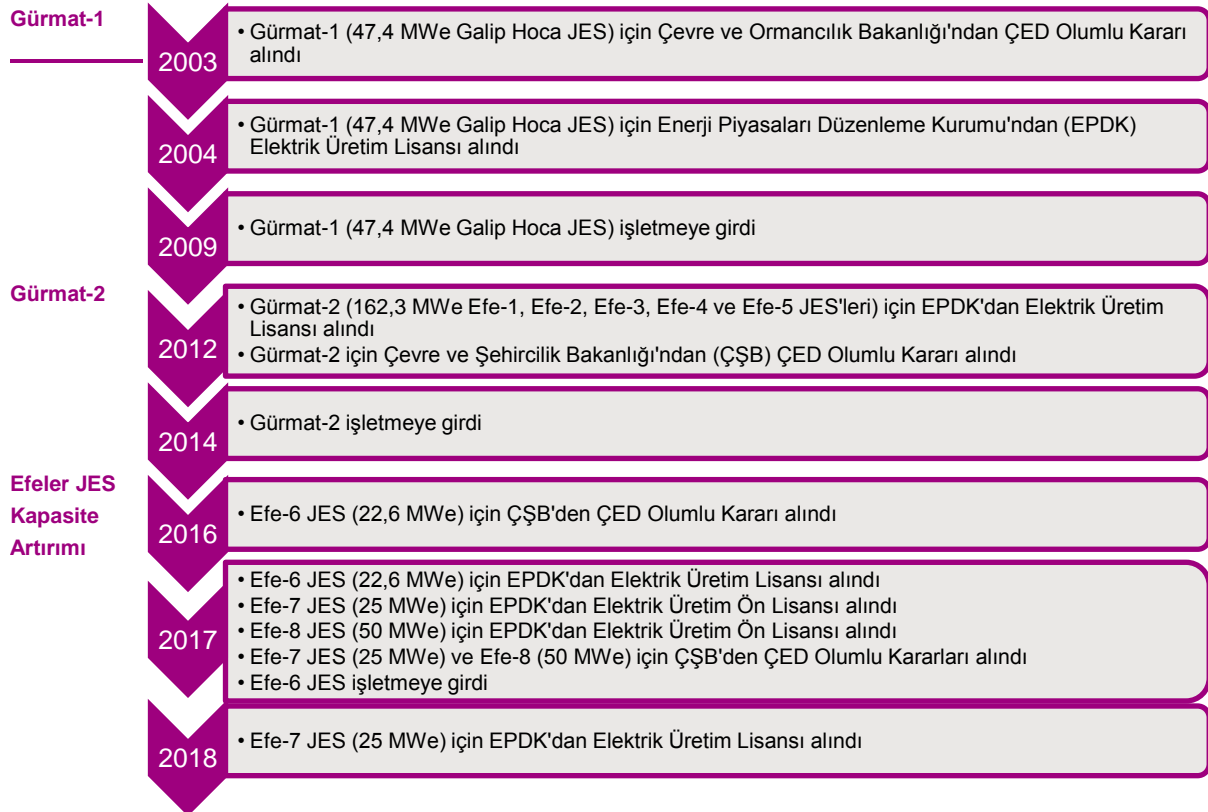 Gürmat-1
2003
• Gürmat-1 (47,4 MWe Galip Hoca JES) için Çevre ve Ormancılık Bakanlığı'ndan ÇED Olumlu Kararı
alındı
2004
• Gürmat-1 (47,4 MWe Galip Hoca JES) için Enerji Piyasaları Düzenleme Kurumu'ndan (EPDK)
Elektrik Üretim Lisansı alındı
2009
• Gürmat-1 (47,4 MWe Galip Hoca JES) işletmeye girdi
Gürmat-2
2012
• Gürmat-2 (162,3 MWe Efe-1, Efe-2, Efe-3, Efe-4 ve Efe-5 JES'leri) için EPDK'dan Elektrik Üretim
Lisansı alındı
• Gürmat-2 için Çevre ve Şehircilik Bakanlığı'ndan (ÇŞB) ÇED Olumlu Kararı alındı
2014
• Gürmat-2 işletmeye girdi
Efeler JES
Kapasite
Artırımı
2016
• Efe-6 JES (22,6 MWe) için ÇŞB'den ÇED Olumlu Kararı alındı
2017
• Efe-6 JES (22,6 MWe) için EPDK'dan Elektrik Üretim Lisansı alındı
• Efe-7 JES (25 MWe) için EPDK'dan Elektrik Üretim Ön Lisansı alındı
• Efe-8 JES (50 MWe) için EPDK'dan Elektrik Üretim Ön Lisansı alındı
• Efe-7 JES (25 MWe) ve Efe-8 (50 MWe) için ÇŞB'den ÇED Olumlu Kararları alındı
• Efe-6 JES işletmeye girdi
2018
• Efe-7 JES (25 MWe) için EPDK'dan Elektrik Üretim Lisansı alındı